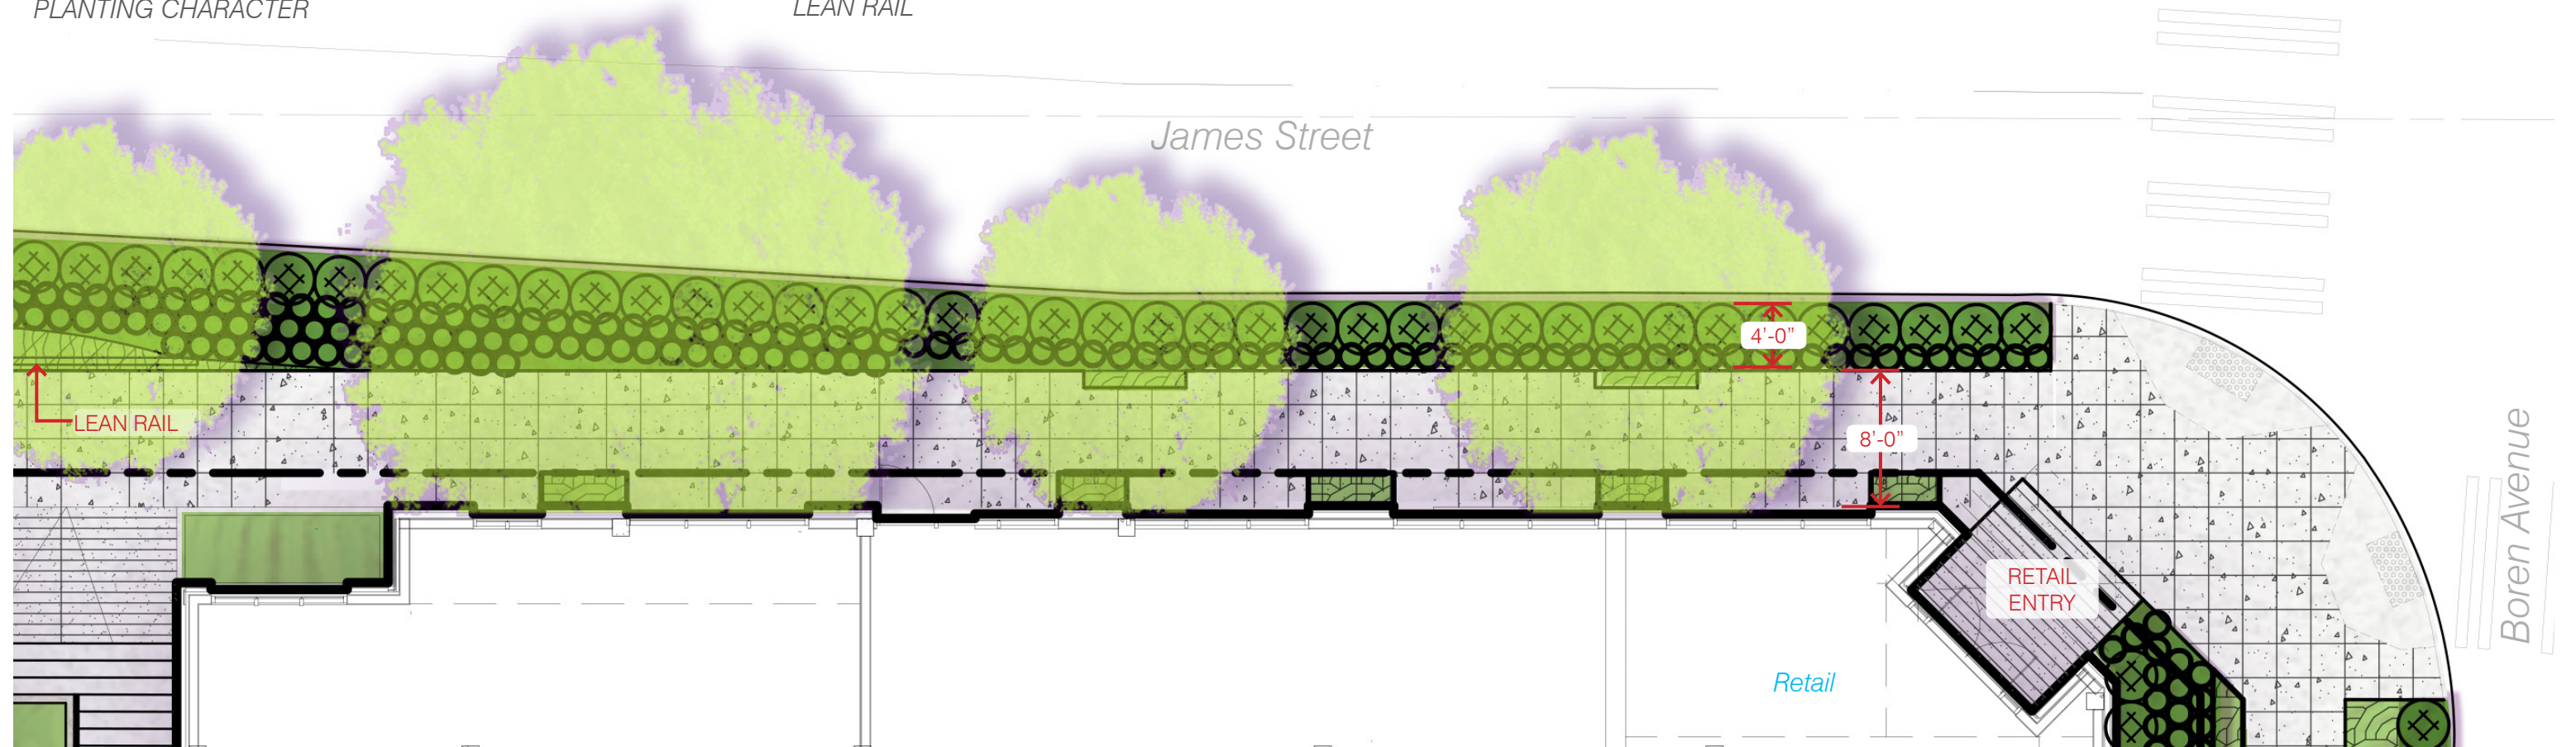 PLANTING CHARACTER
LEAN RAIL
James Street
4'-0"
LEAN RAIL
8'-0"
Boren Avenue
RETAIL
ENTRY
Retail